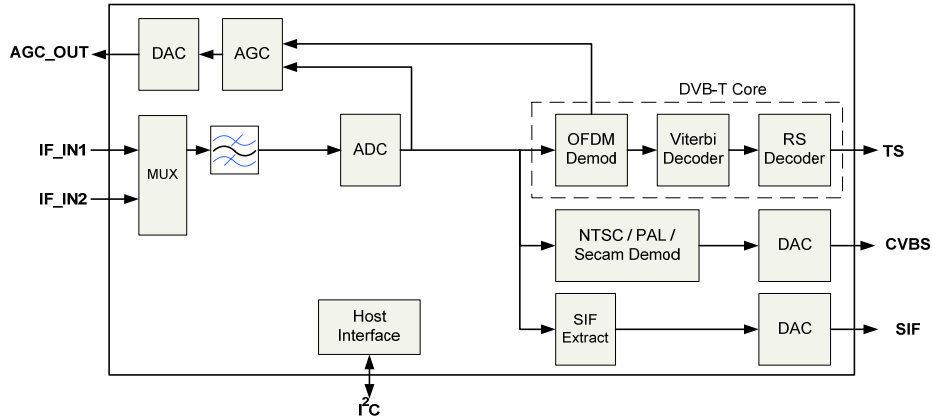 AGC_OUT
DAC
AGC
DVB-T Core
IF_IN1
IF_IN2
MUX
ADC
OFDM
Demod
Viterbi
Decoder
RS
Decoder
TS
NTSC / PAL /
Secam Demod
DAC
CVBS
Host
Interface
SIF
Extract
DAC
SIF
I²C